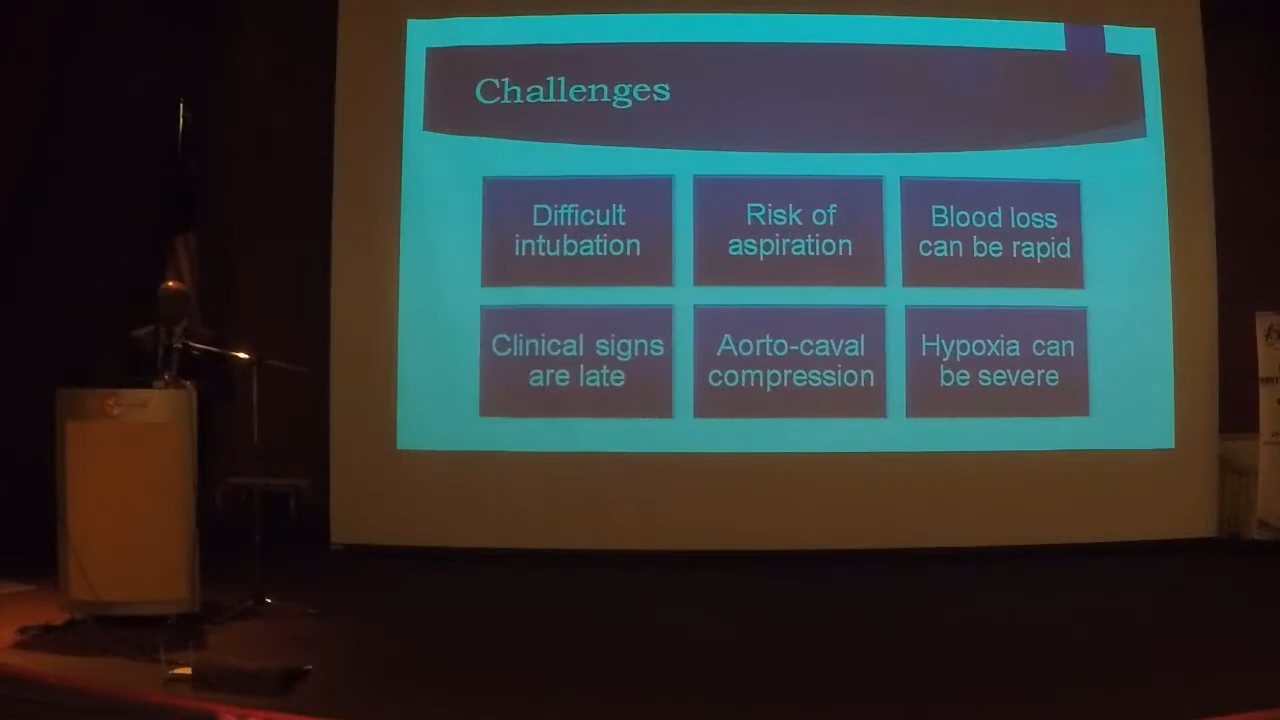 Challenges
Difficult
intubation
Risk of
aspiration
Blood loss
can be rapid
Clinical signs
are late
Aorto-caval
compression
Hypoxia can
be severe